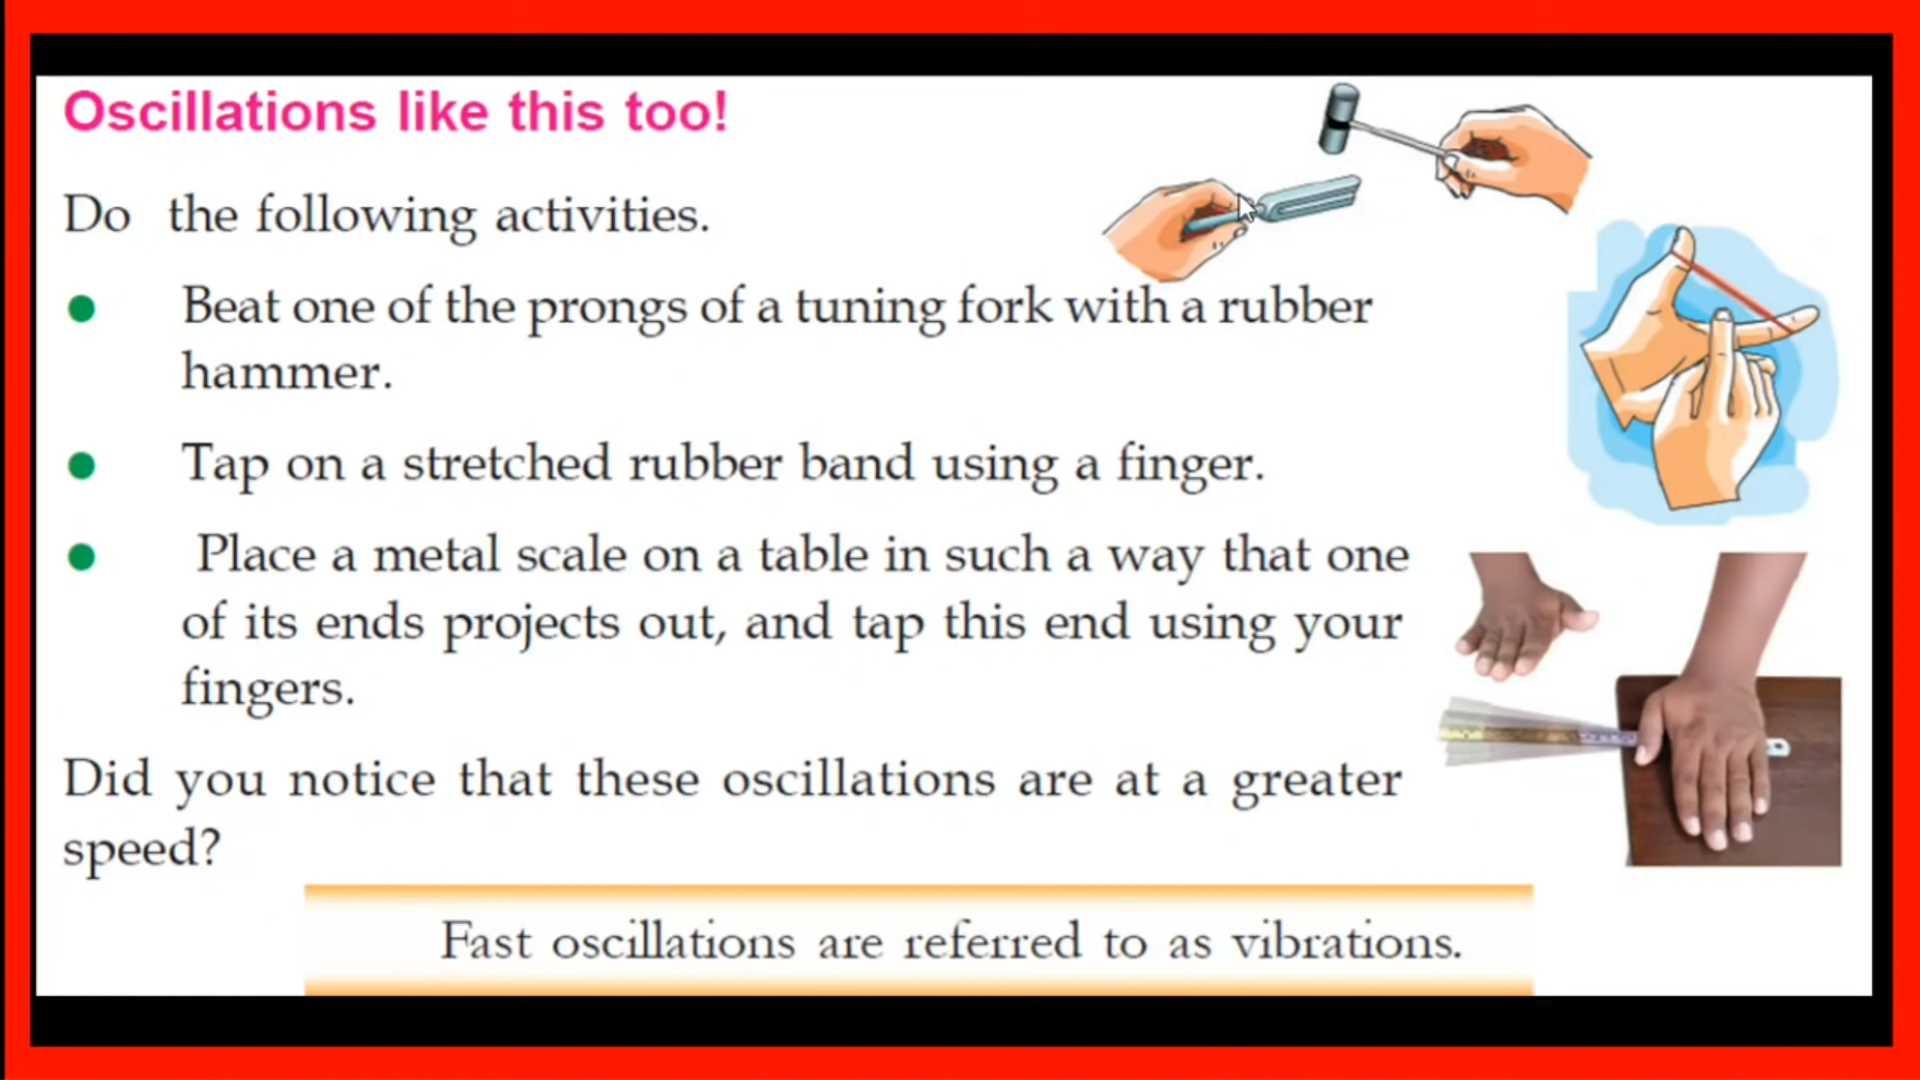 Oscillations like this too!
Do the following activities.
Beat one of the prongs of a tuning fork with a rubber
hammer.
Tap on a stretched rubber band using a finger.
Place a metal scale on a table in such a way that one
of its ends projects out, and tap this end using your
fingers.
Did you notice that these oscillations are at a greater
speed?
Fast oscillations are referred to as vibrations.